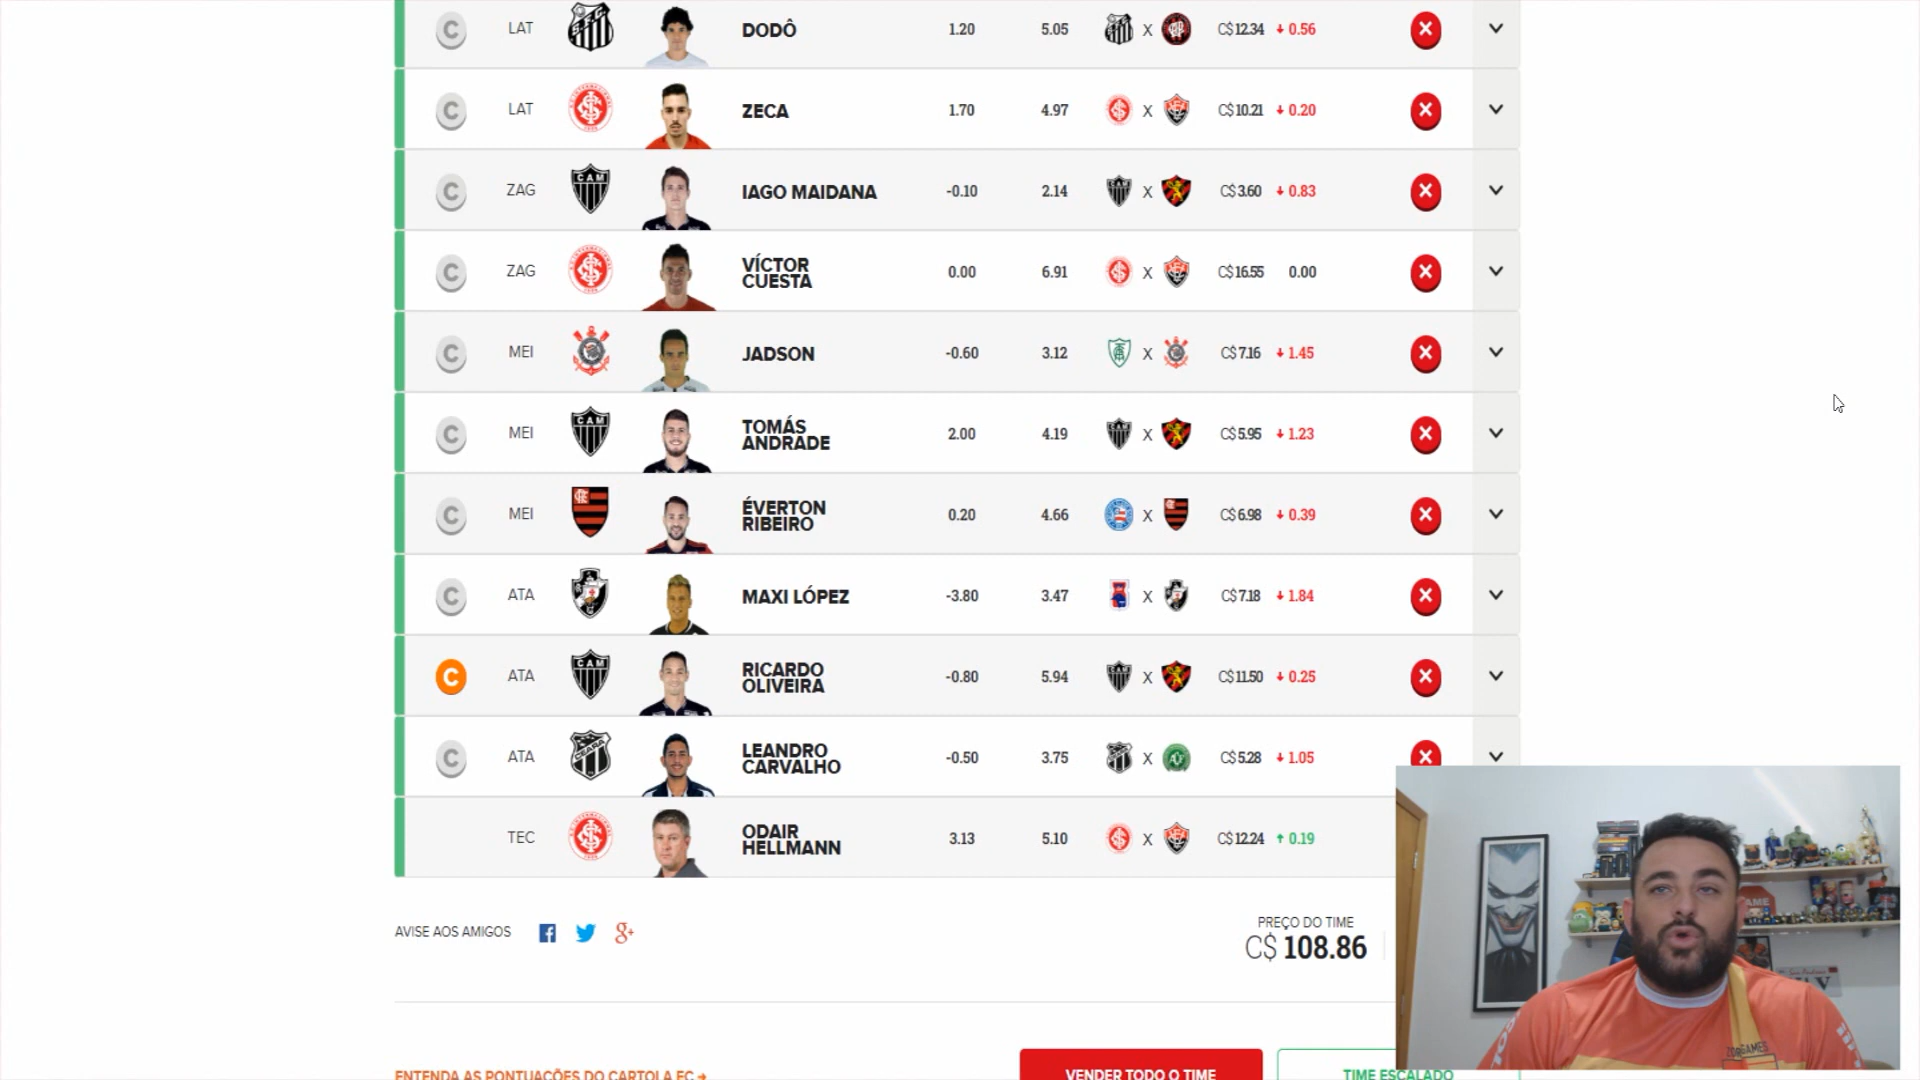 C LAT DODÔ 1.20 5.05 X C$ 12.34 0.56
C LAT ZECA 1.70 4.97 X C$ 10.21 0.20
C ZAG CAM IAGO MAIDANA -0.10 2.14 X C$ 3.60 0.83
C ZAG VÍCTOR CUESTA 0.00 6.91 X C$ 16.55 0.00
C MEI JADSON -0.60 3.12 X C$ 7.16 1.45
C MEI CAM TOMÁS ANDRADE 2.00 4.19 X C$ 5.95 1.23
C MEI ÉVERTON RIBEIRO 0.20 4.66 X C$ 6.98 0.39
C ATA MAXI LÓPEZ -3.80 3.47 X C$ 7.18 1.84
C ATA CAM RICARDO OLIVEIRA -0.80 5.94 X C$ 11.50 0.25
C ATA CEARÁ LEANDRO CARVALHO -0.50 3.75 X C$ 5.28 1.05
TEC ODAIR HELLMANN 3.13 5.10 X C$ 12.24 0.19
AVISE AOS AMIGOS
PREÇO DO TIME
C$ 108.86
ENTENDA AS PONTUAÇÕES DO CARTOLA FC
VENDER TODO O TIME
TIME ESCALADO